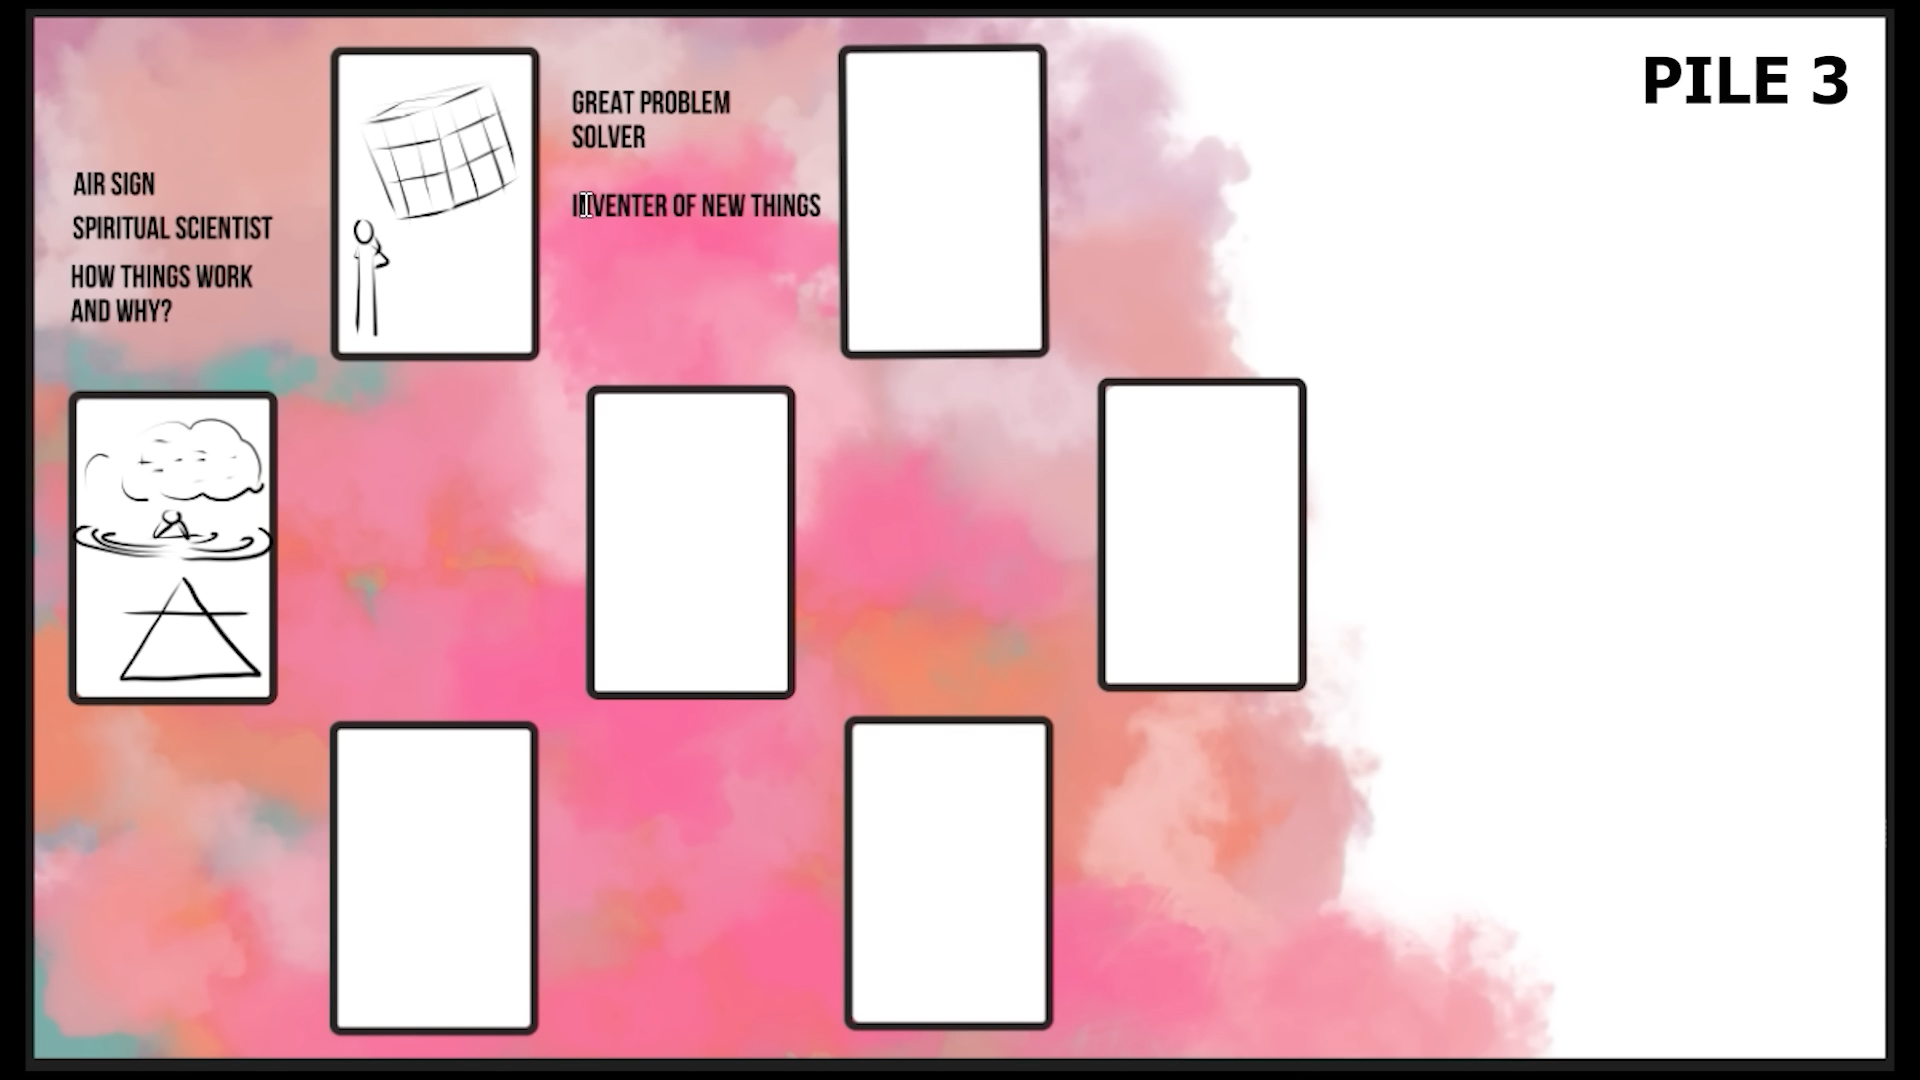 PILE 3
GREAT PROBLEM
SOLVER
INVENTER OF NEW THINGS
AIR SIGN
SPIRITUAL SCIENTIST
HOW THINGS WORK
AND WHY?